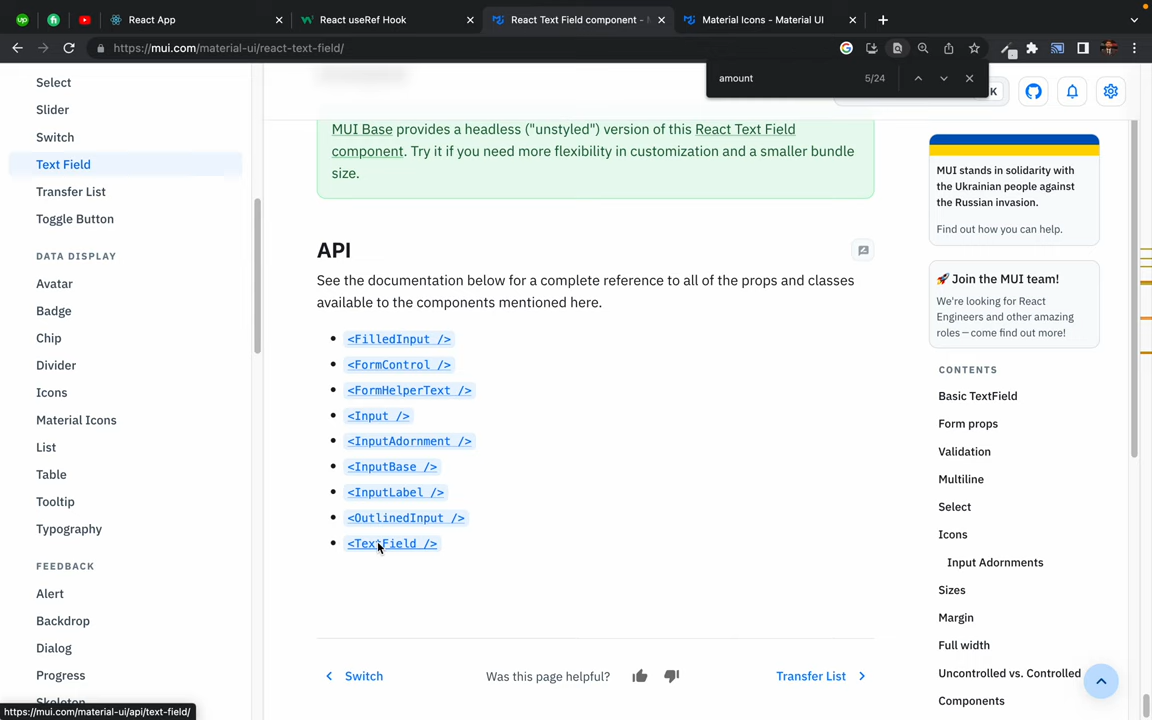 React App
React useRef Hook
React Text Field component -
Material Icons - Material UI
https://mui.com/material-ui/react-text-field/
amount
5/24
K
Select
Slider
Switch
Text Field
Transfer List
Toggle Button
DATA DISPLAY
Avatar
Badge
Chip
Divider
Icons
Material Icons
List
Table
Tooltip
Typography
FEEDBACK
Alert
Backdrop
Dialog
Progress
Skeleton
https://mui.com/material-ui/api/text-field/
MUI Base provides a headless ("unstyled") version of this React Text Field
component. Try it if you need more flexibility in customization and a smaller bundle
size.
API
See the documentation below for a complete reference to all of the props and classes
available to the components mentioned here.
<FilledInput />
<FormControl />
<FormHelperText />
<Input />
<InputAdornment />
<InputBase />
<InputLabel />
<OutlinedInput />
<TextField />
Switch
Was this page helpful?
Transfer List
MUI stands in solidarity with
the Ukrainian people against
the Russian invasion.
Find out how you can help.
🚀 Join the MUI team!
We're looking for React
Engineers and other amazing
roles – come find out more!
CONTENTS
Basic TextField
Form props
Validation
Multiline
Select
Icons
Input Adornments
Sizes
Margin
Full width
Uncontrolled vs. Controlled
Components